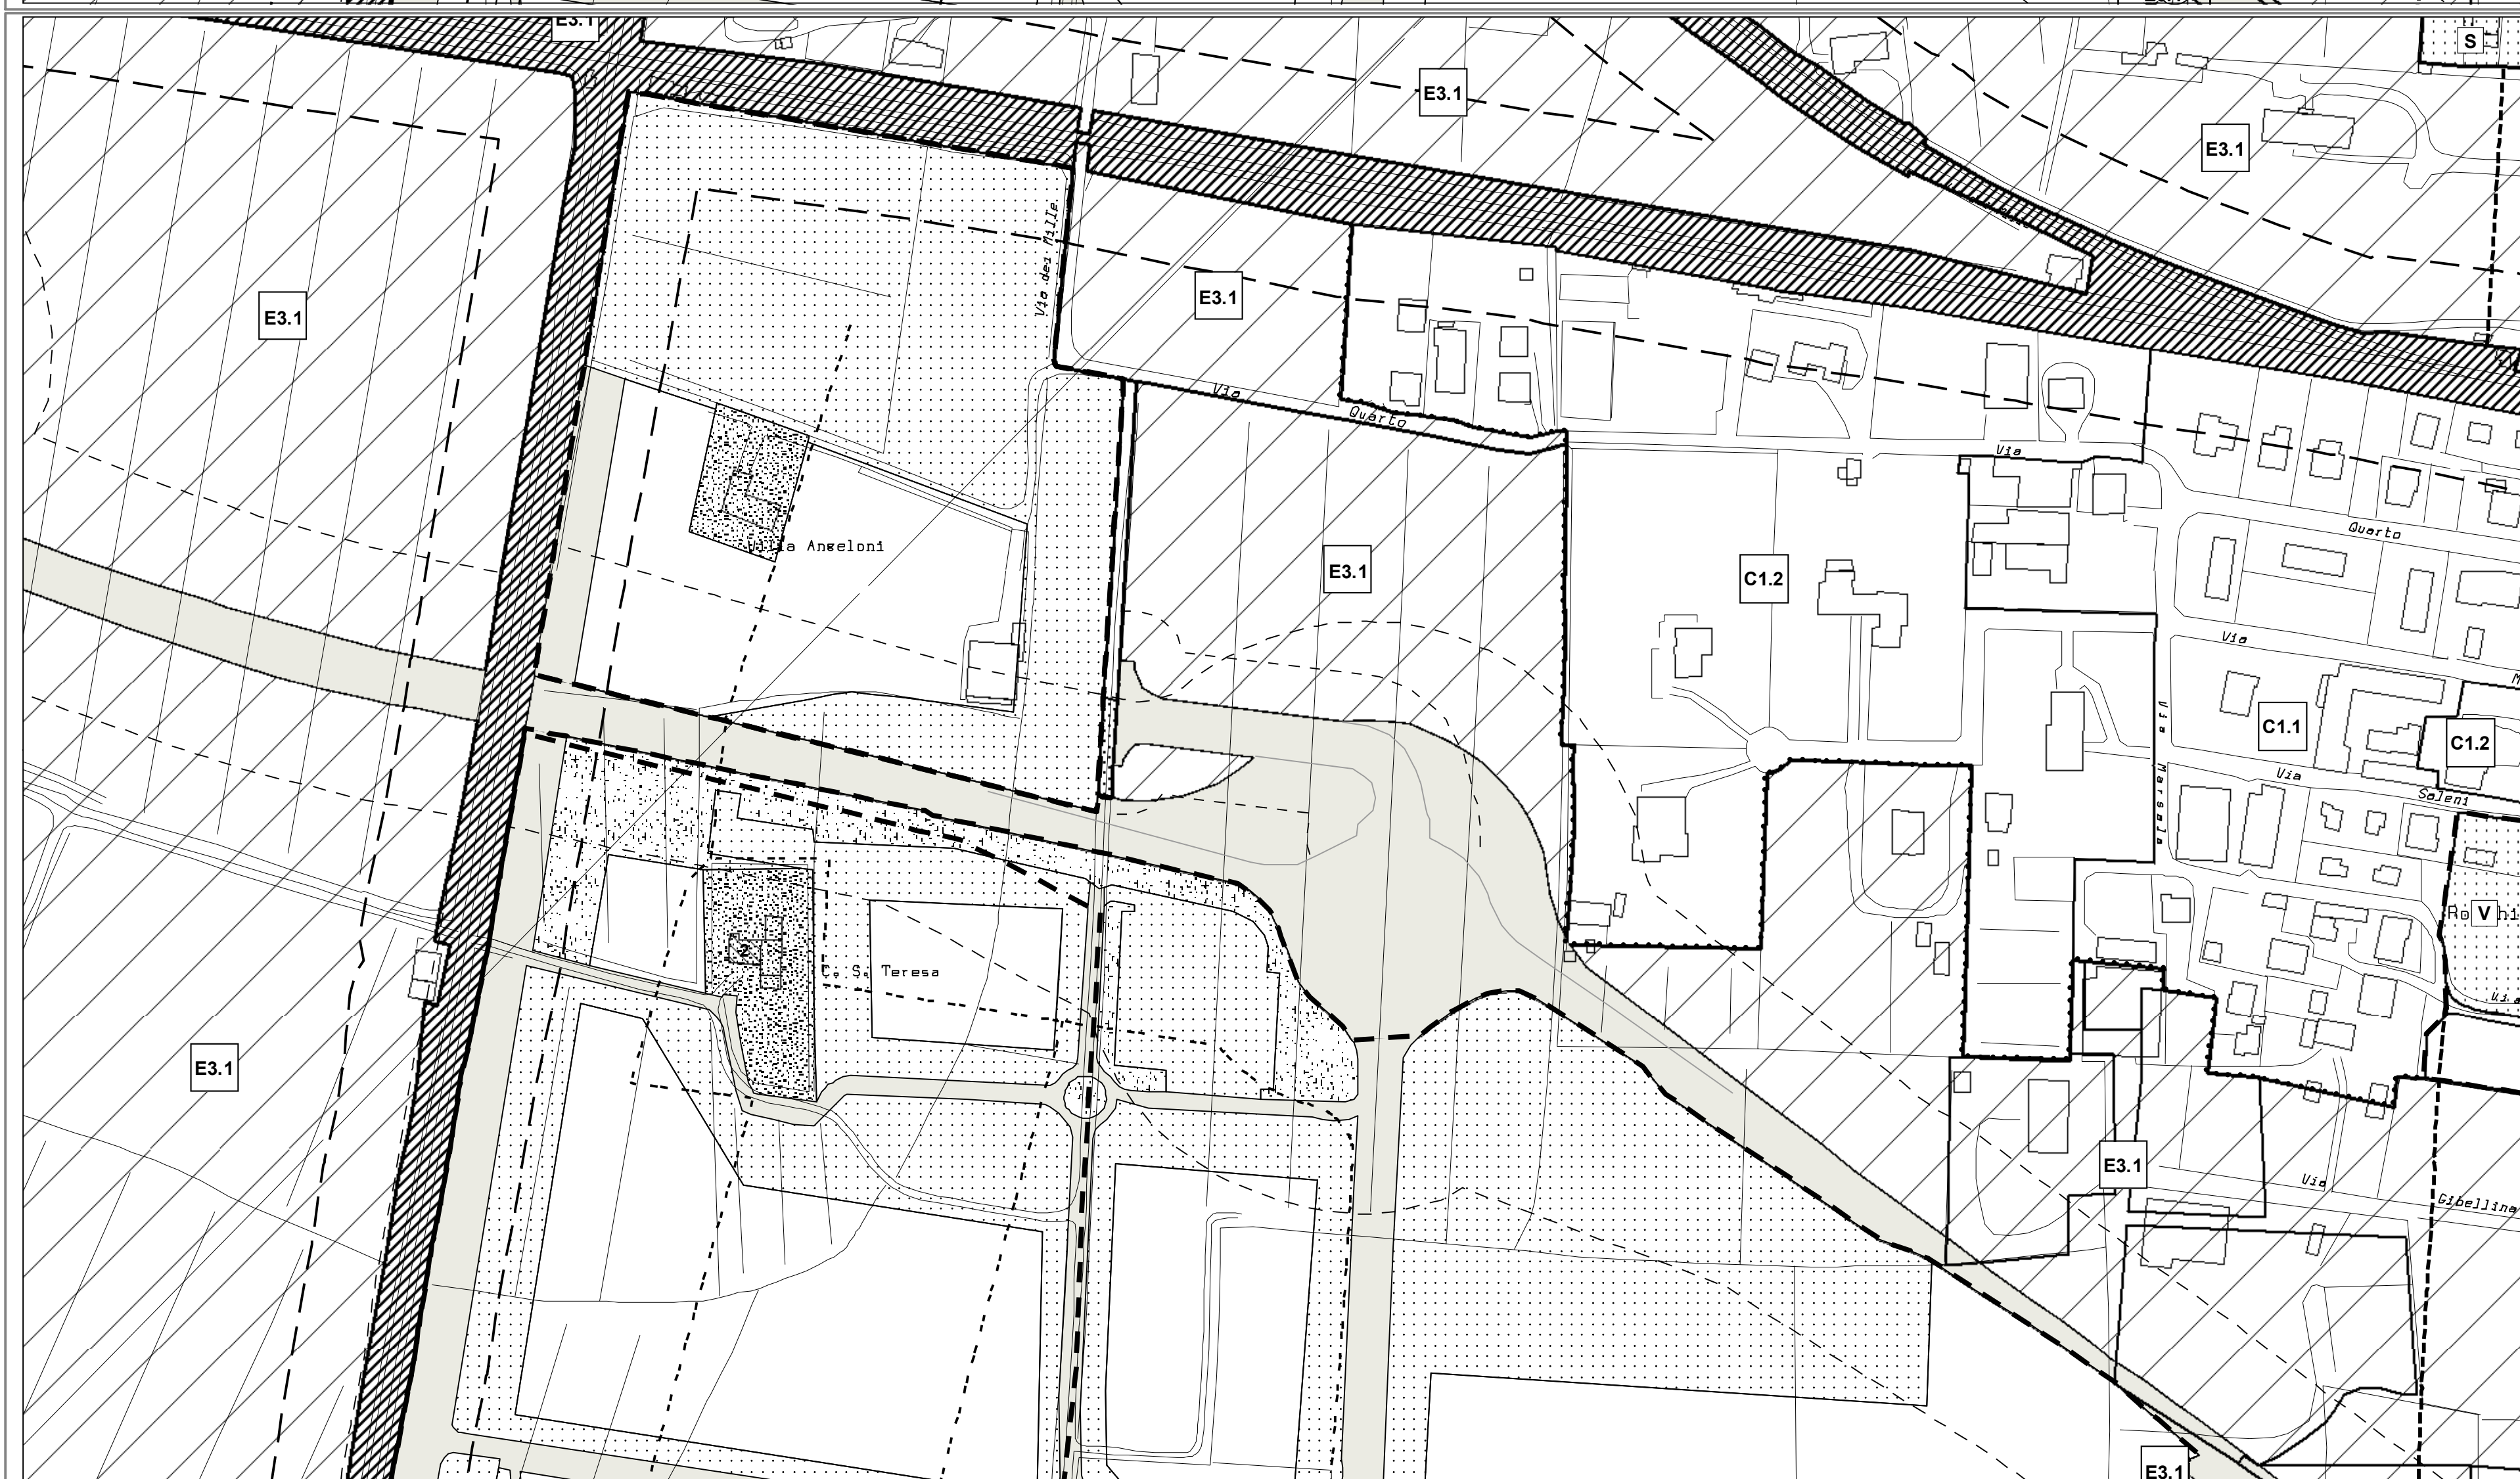 E3.1
S
E3.1
E3.1
Via dei Mille
E3.1
E3.1
Via
Quarto
Via
Quarto
Villa Angeloni
E3.1
C1.2
Via
Via
Marsala
C1.1
C1.2
Via
Saleni
V
C. S. Teresa
2
Via
E3.1
E3.1
Via
Gibellina
E3.1